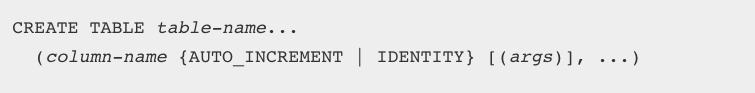 CREATE TABLE table-name...
(column-name {AUTO_INCREMENT | IDENTITY} [(args)], ...)